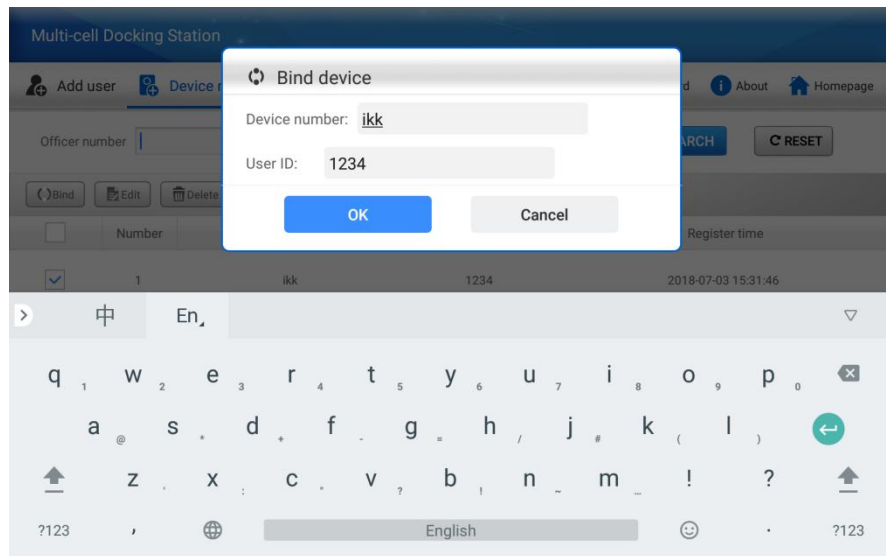 Multi-cell Docking Station
Bind device
Add user Device r d About Homepage
Device number: ikk
Officer number ARCH RESET
User ID: 1234
Bind Edit Delete
OK Cancel
Number Register time
1 ikk 1234 2018-07-03 15:31:46
中 En
q 1 w 2 e 3 r 4 t 5 y 6 u 7 i 8 o 9 p 0
a @ s * d + f - g = h / j # k ( l )
z x : c v ? b ! n ~ m _ ! ?
?123 , English . ?123